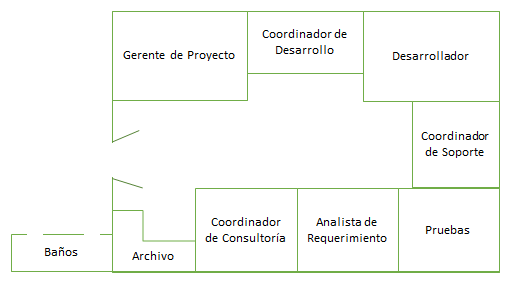 Gerente de Proyecto
Coordinador de
Desarrollo
Desarrollador
Coordinador
de Soporte
Coordinador
de Consultoría
Analista de
Requerimiento
Pruebas
Baños
Archivo